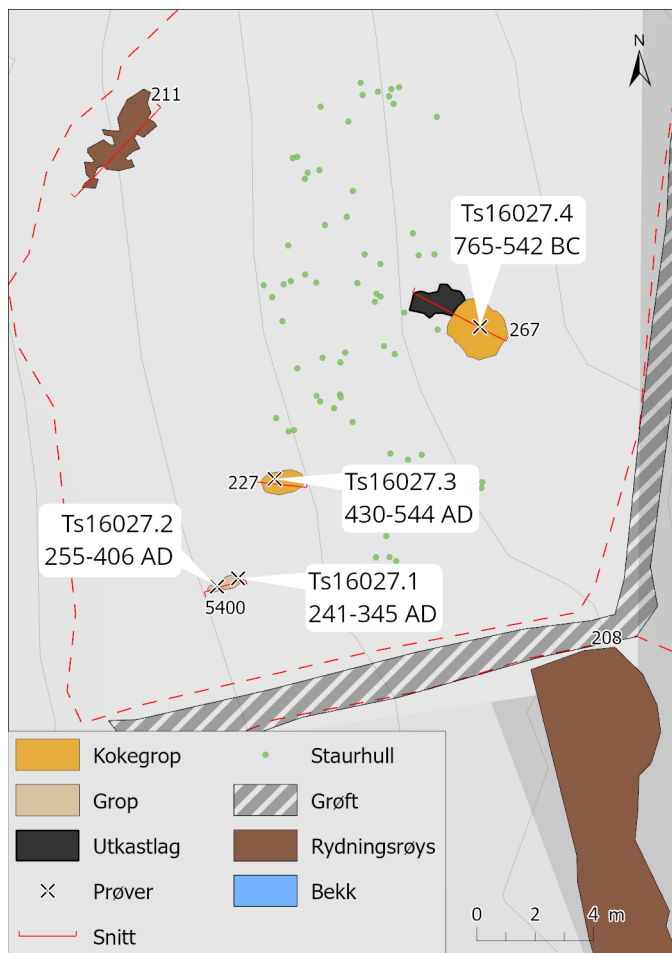 N
211
Ts16027.4
765-542 BC
267
227
Ts16027.3
430-544 AD
Ts16027.2
255-406 AD
Ts16027.1
241-345 AD
5400
208
Kokegrop
Staurhull
Grop
Grøft
Utkastlag
Rydningsrøys
Prøver
Bekk
Snitt
0 2 4 m